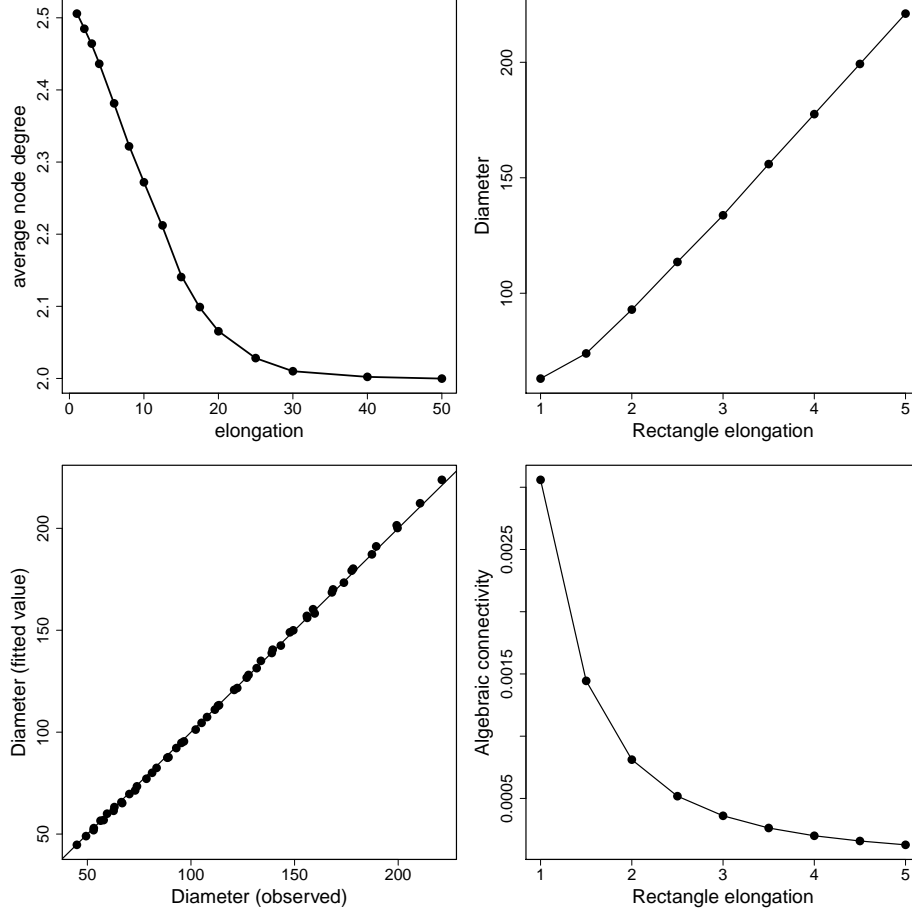 average node degree
2.5
2.4
2.3
2.2
2.1
2.0
0 10 20 30 40 50
elongation
Diameter
200
150
100
1 2 3 4 5
Rectangle elongation
Diameter (fitted value)
200
150
100
50
50 100 150 200
Diameter (observed)
Algebraic connectivity
0.0025
0.0015
0.0005
1 2 3 4 5
Rectangle elongation